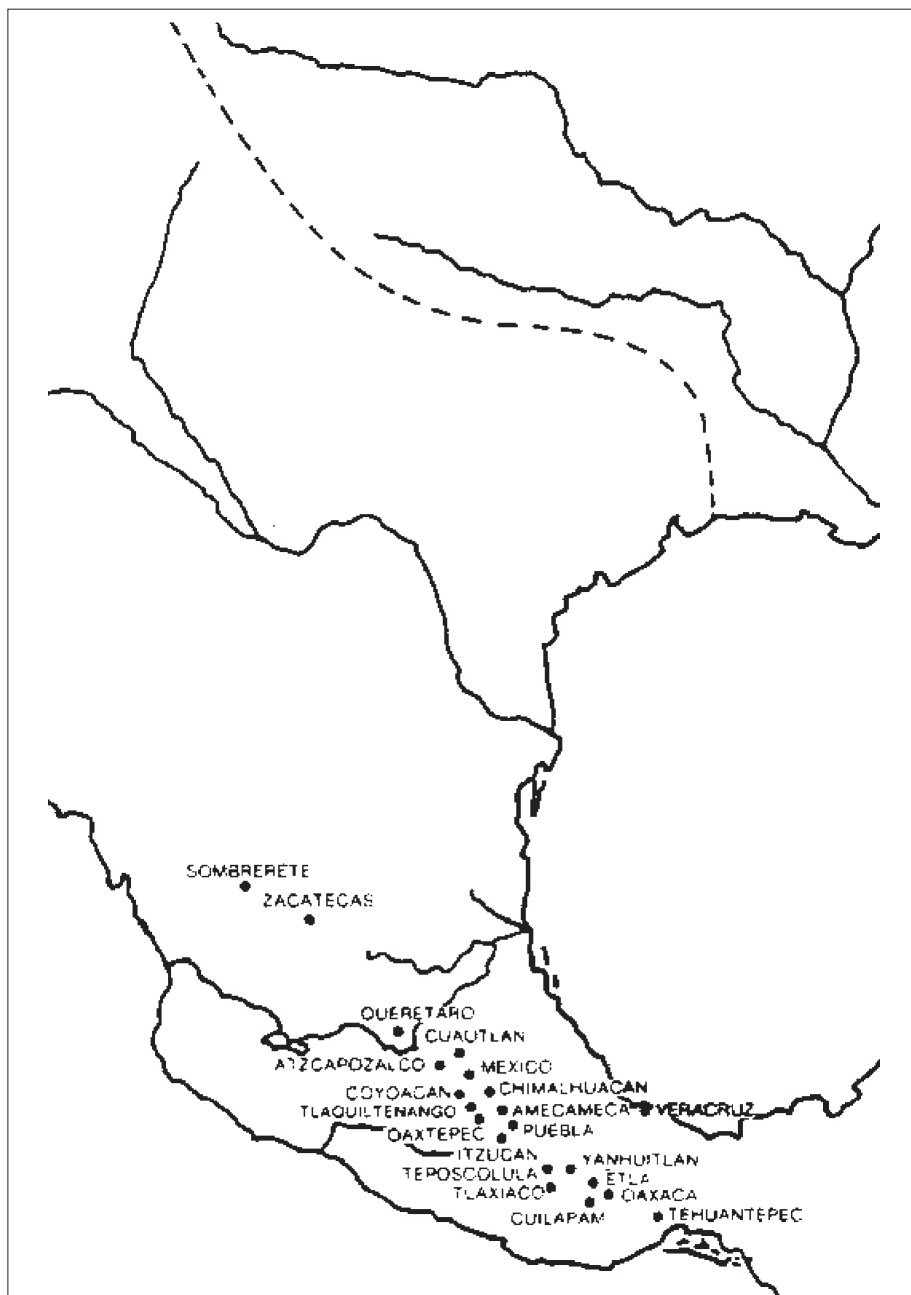 SOMBRERETE
ZACATECAS
QUERETARO
CUAUTLAN
ATZCAPOZALCO
MEXICO
COYOACAN
CHIMALHUACAN
TLAQUILTENANGO
AMECAMECA
VERACRUZ
OAXTEPEC
PUEBLA
ITZUCAN
YANHUITLAN
TEPOSCOLULA
ETLA
TLAXIACO
OAXACA
CUILAPAM
TEHUANTEPEC